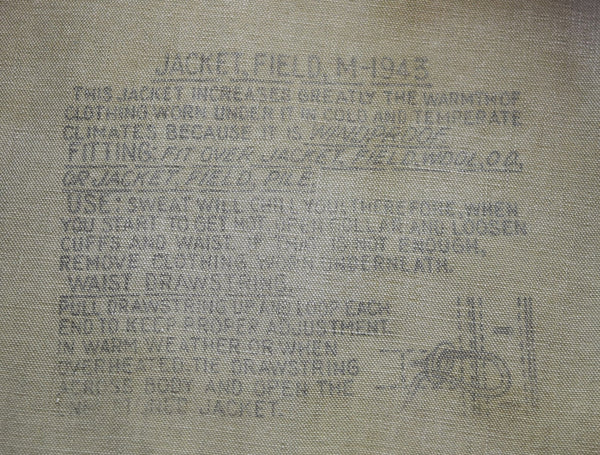 JACKET, FIELD, M-1943
THIS JACKET INCREASES GREATLY THE WARMTH OF
CLOTHING WORN UNDER IT IN COLD AND TEMPERATE
CLIMATES BECAUSE IT IS WINDPROOF.
FITTING: FIT OVER JACKET, FIELD, WOOL, O.D.
OR JACKET, FIELD, PILE.
USE: SWEAT WILL CHILL YOU, THEREFORE, WHEN
YOU START TO GET HOT OPEN COLLAR AND LOOSEN
CUFFS AND WAIST. IF THAT IS NOT ENOUGH,
REMOVE CLOTHING WORN UNDERNEATH.
WAIST DRAWSTRING.
PULL DRAWSTRING UP AND LOOP EACH
END TO KEEP PROPER ADJUSTMENT
IN WARM WEATHER OR WHEN
OVERHEATED, TIE DRAWSTRING
ACROSS BODY AND OPEN THE
JACKET.